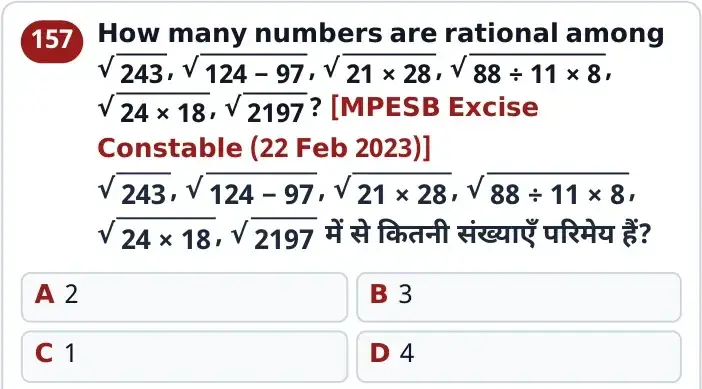 157 How many numbers are rational among
√243, √124 − 97, √21 × 28, √88 ÷ 11 × 8,
√24 × 18, √2197? [MPESB Excise
Constable (22 Feb 2023)]
√243, √124 − 97, √21 × 28, √88 ÷ 11 × 8,
√24 × 18, √2197 में से कितनी संख्याएँ परिमेय हैं?
A 2
B 3
C 1
D 4